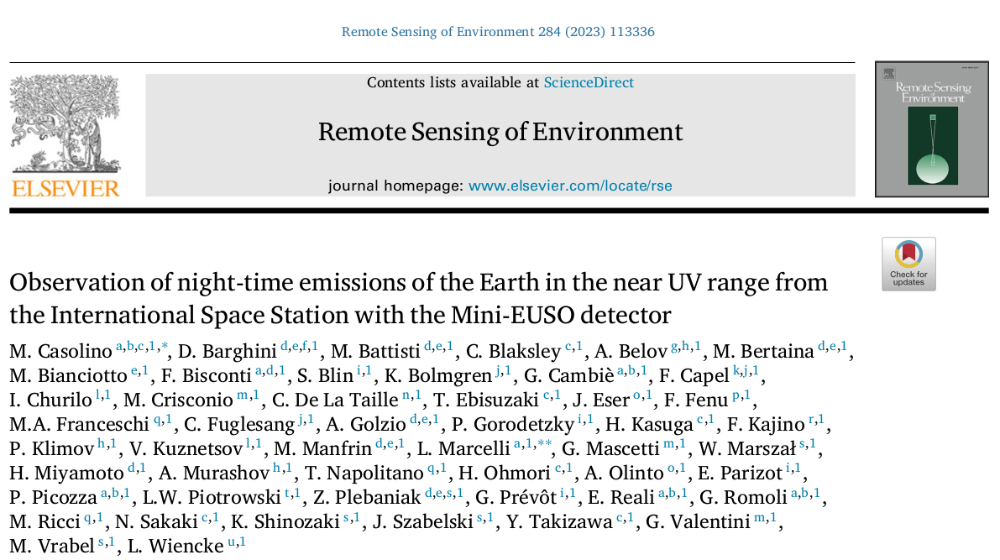 Remote Sensing of Environment 284 (2023) 113336
Contents lists available at ScienceDirect
Remote Sensing of Environment
journal homepage: www.elsevier.com/locate/rse
ELSEVIER
Remote Sensing
of
Environment
Check for
updates
Observation of night-time emissions of the Earth in the near UV range from
the International Space Station with the Mini-EUSO detector
M. Casolino a,b,c,1,*, D. Barghini d,e,f,1, M. Battisti d,e,1, C. Blaksley c,1, A. Belov g,h,1, M. Bertaina d,e,1,
M. Bianciotto e,1, F. Bisconti a,d,1, S. Blin i,1, K. Bolmgren j,1, G. Cambiè a,b,1, F. Capel k,j,1,
I. Churilo l,1, M. Crisconio m,1, C. De La Taille n,1, T. Ebisuzaki c,1, J. Eser o,1, F. Fenu p,1,
M.A. Franceschi q,1, C. Fuglesang j,1, A. Golzio d,e,1, P. Gorodetzky i,1, H. Kasuga c,1, F. Kajino r,1,
P. Klimov h,1, V. Kuznetsov l,1, M. Manfrin d,e,1, L. Marcelli a,1,**, G. Mascetti m,1, W. Marszał s,1,
H. Miyamoto d,1, A. Murashov h,1, T. Napolitano q,1, H. Ohmori c,1, A. Olinto o,1, E. Parizot i,1,
P. Picozza a,b,1, L.W. Piotrowski t,1, Z. Plebaniak d,e,s,1, G. Prévôt i,1, E. Reali a,b,1, G. Romoli a,b,1,
M. Ricci q,1, N. Sakaki c,1, K. Shinozaki s,1, J. Szabelski s,1, Y. Takizawa c,1, G. Valentini m,1,
M. Vrabel s,1, L. Wiencke u,1